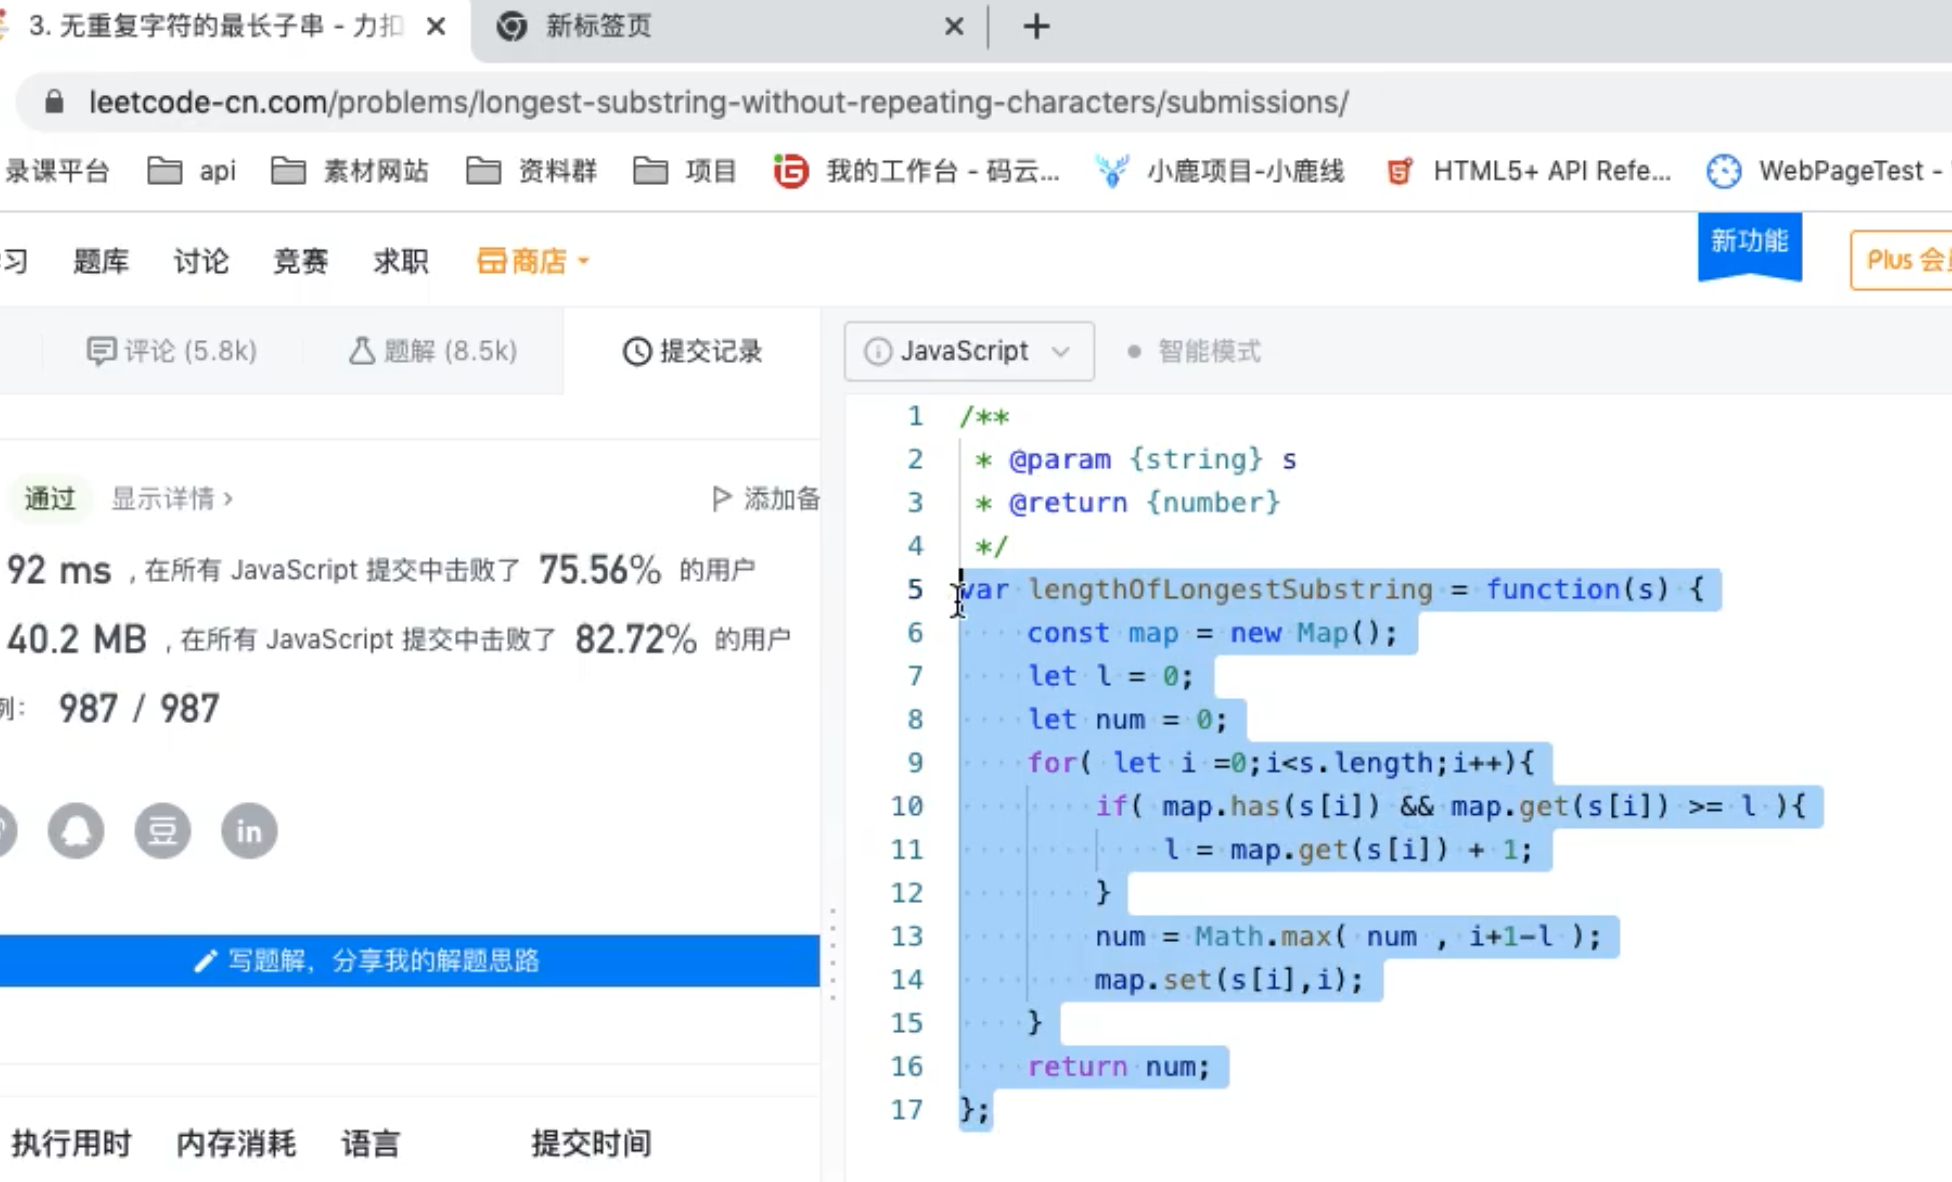 3. 无重复字符的最长子串 - 力扣
新标签页
leetcode-cn.com/problems/longest-substring-without-repeating-characters/submissions/
录课平台 api 素材网站 资料群 项目 我的工作台 - 码云... 小鹿项目-小鹿线 HTML5+ API Refe... WebPageTest -
习 题库 讨论 竞赛 求职 商店 新功能 Plus 会员
评论 (5.8k) 题解 (8.5k) 提交记录 JavaScript 智能模式
通过 显示详情 > 添加备
92 ms , 在所有 JavaScript 提交中击败了 75.56% 的用户
40.2 MB , 在所有 JavaScript 提交中击败了 82.72% 的用户
例: 987 / 987
豆 in
写题解, 分享我的解题思路
执行用时 内存消耗 语言 提交时间
1 /**
2 * @param {string} s
3 * @return {number}
4 */
5 var lengthOfLongestSubstring = function(s) {
6 const map = new Map();
7 let l = 0;
8 let num = 0;
9 for( let i =0;i<s.length;i++){
10 if( map.has(s[i]) && map.get(s[i]) >= l ){
11 l = map.get(s[i]) + 1;
12 }
13 num = Math.max( num , i+1-l );
14 map.set(s[i],i);
15 }
16 return num;
17 };